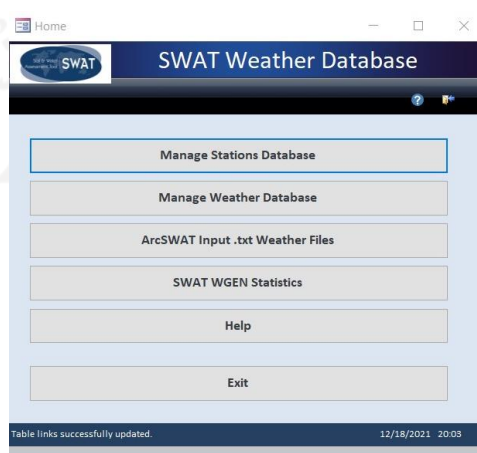 Home
SWAT
SWAT Weather Database
Manage Stations Database
Manage Weather Database
ArcSWAT Input .txt Weather Files
SWAT WGEN Statistics
Help
Exit
Table links successfully updated.
12/18/2021 20:03